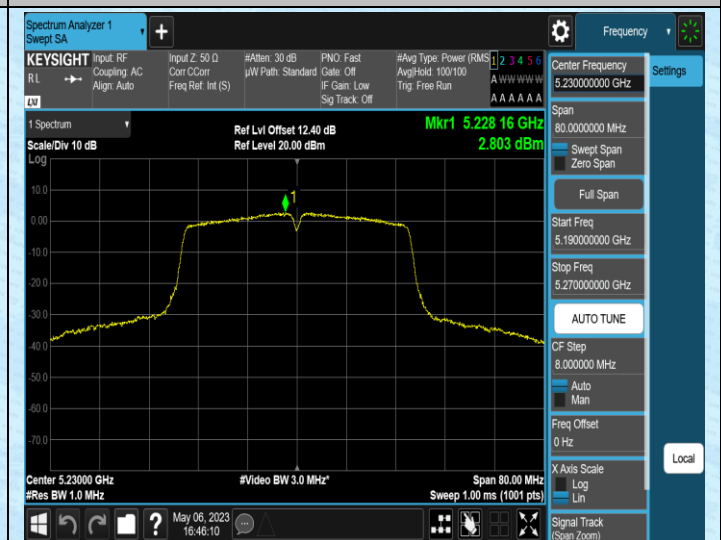 Spectrum Analyzer 1
Swept SA
+
Frequency
KEYSIGHT
R L
LXI
Input: RF
Coupling: AC
Align: Auto
Input Z: 50 Ω
Corr CCorr
Freq Ref: Int (S)
#Atten: 30 dB
µW Path: Standard
PNO: Fast
Gate: Off
IF Gain: Low
Sig Track: Off
#Avg Type: Power (RMS
Avg|Hold: 100/100
Trig: Free Run
1 2 3 4 5 6
A W W W W W
A A A A A A
1 Spectrum
Scale/Div 10 dB
Log
Ref Lvl Offset 12.40 dB
Ref Level 20.00 dBm
Mkr1 5.228 16 GHz
2.803 dBm
1
10.0
0.00
-10.0
-20.0
-30.0
-40.0
-50.0
-60.0
-70.0
Center 5.23000 GHz
#Res BW 1.0 MHz
#Video BW 3.0 MHz*
Span 80.00 MHz
Sweep 1.00 ms (1001 pts)
Center Frequency
5.230000000 GHz
Span
80.0000000 MHz
Swept Span
Zero Span
Full Span
Start Freq
5.190000000 GHz
Stop Freq
5.270000000 GHz
AUTO TUNE
CF Step
8.000000 MHz
Auto
Man
Freq Offset
0 Hz
X Axis Scale
Log
Lin
Signal Track
(Span Zoom)
Settings
Local
?
May 06, 2023
16:46:10